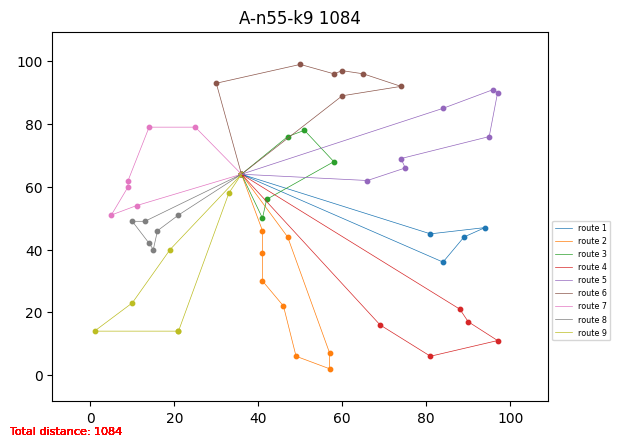 A-n55-k9 1084
100
80
60
40
20
0
0 20 40 60 80 100
route 1
route 2
route 3
route 4
route 5
route 6
route 7
route 8
route 9
Total distance: 1084